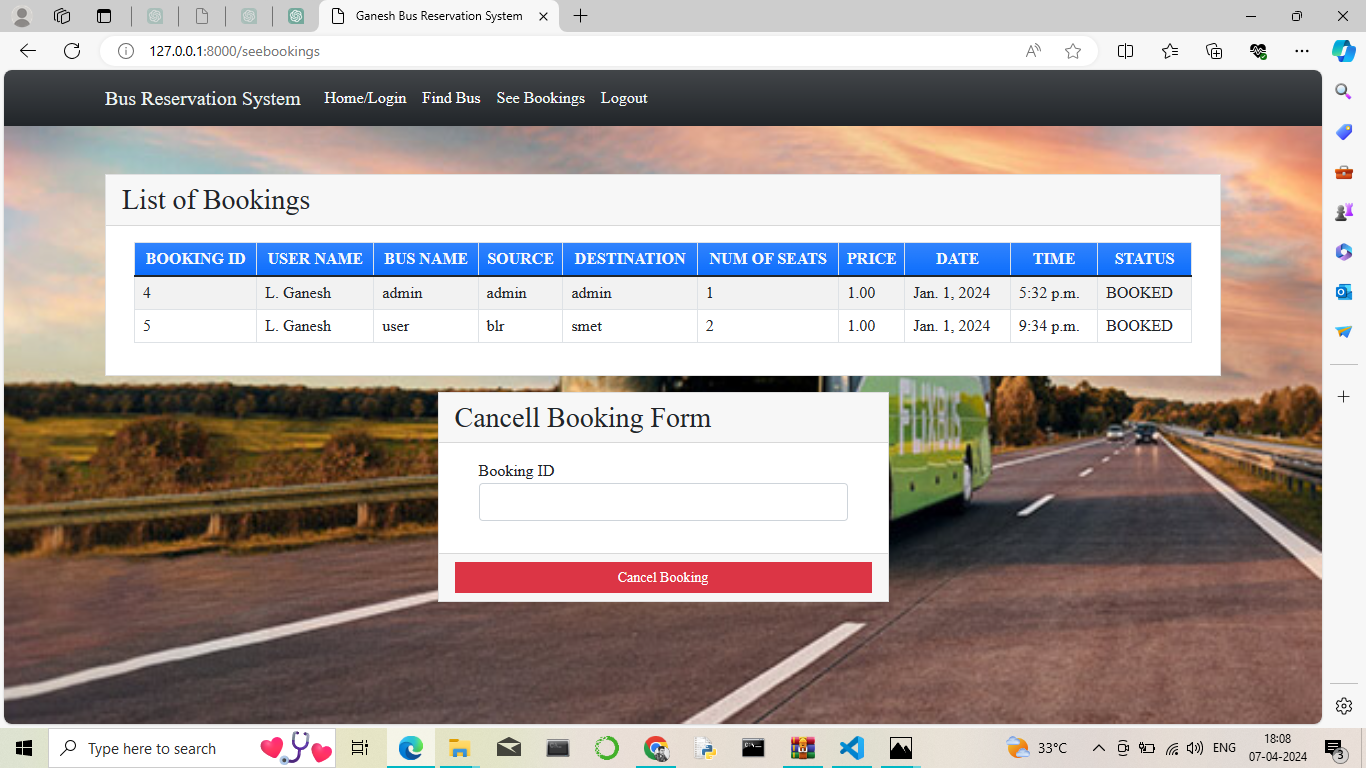 Ganesh Bus Reservation System
127.0.0.1:8000/seebookings
Bus Reservation System Home/Login Find Bus See Bookings Logout
List of Bookings
BOOKING ID USER NAME BUS NAME SOURCE DESTINATION NUM OF SEATS PRICE DATE TIME STATUS
4 L. Ganesh admin admin admin 1 1.00 Jan. 1, 2024 5:32 p.m. BOOKED
5 L. Ganesh user blr smet 2 1.00 Jan. 1, 2024 9:34 p.m. BOOKED
Cancell Booking Form
Booking ID
Cancel Booking
FLiXBUS
Type here to search
33°C
ENG
18:08
07-04-2024
3